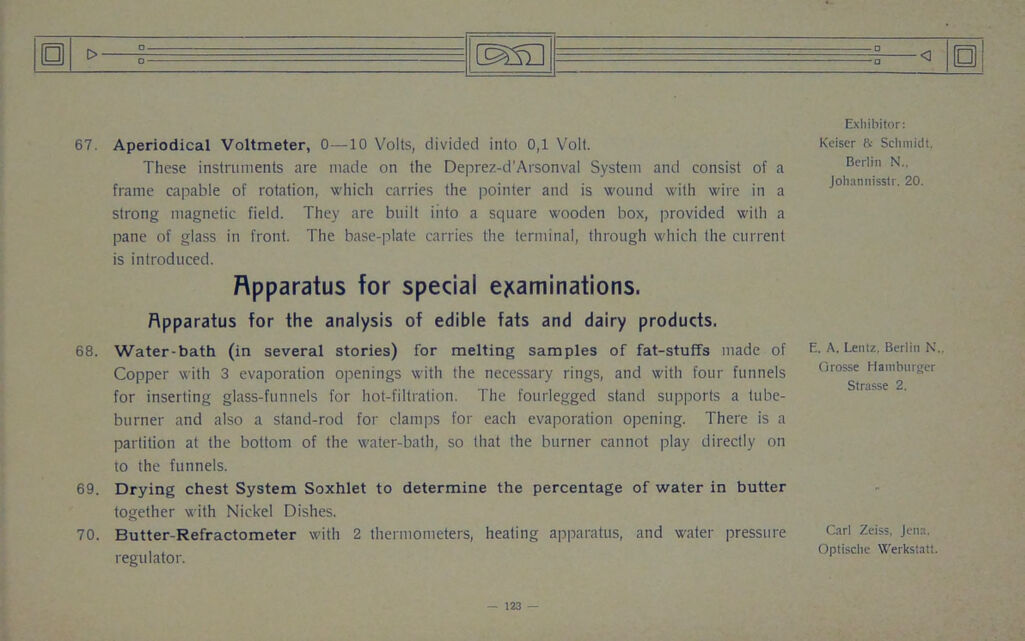 Exhibitor:
67. Aperiodical Voltmeter, 0—10 Volts, divided into 0,1 Volt.
Keiser & Schmidt,
Berlin N.,
Johannisstr. 20.
These instruments are made on the Deprez-d'Arsonval System and consist of a
frame capable of rotation, which carries the pointer and is wound with wire in a
strong magnetic field. They are built into a square wooden box, provided with a
pane of glass in front. The base-plate carries the terminal, through which the current
is introduced.
Apparatus for special examinations.
Apparatus for the analysis of edible fats and dairy products.
68. Water-bath (in several stories) for melting samples of fat-stuffs made of
Copper with 3 evaporation openings with the necessary rings, and with four funnels
for inserting glass-funnels for hot-filtration. The fourlegged stand supports a tube-
burner and also a stand-rod for clamps for each evaporation opening. There is a
partition at the bottom of the water-bath, so that the burner cannot play directly on
to the funnels.
E. A. Lentz, Berlin N.,
Grosse Hamburger
Strasse 2.
69. Drying chest System Soxhlet to determine the percentage of water in butter
together with Nickel Dishes.
„
70. Butter-Refractometer with 2 thermometers, heating apparatus, and water pressure
regulator.
Carl Zeiss, Jena,
Optische Werkstatt.
— 123 —